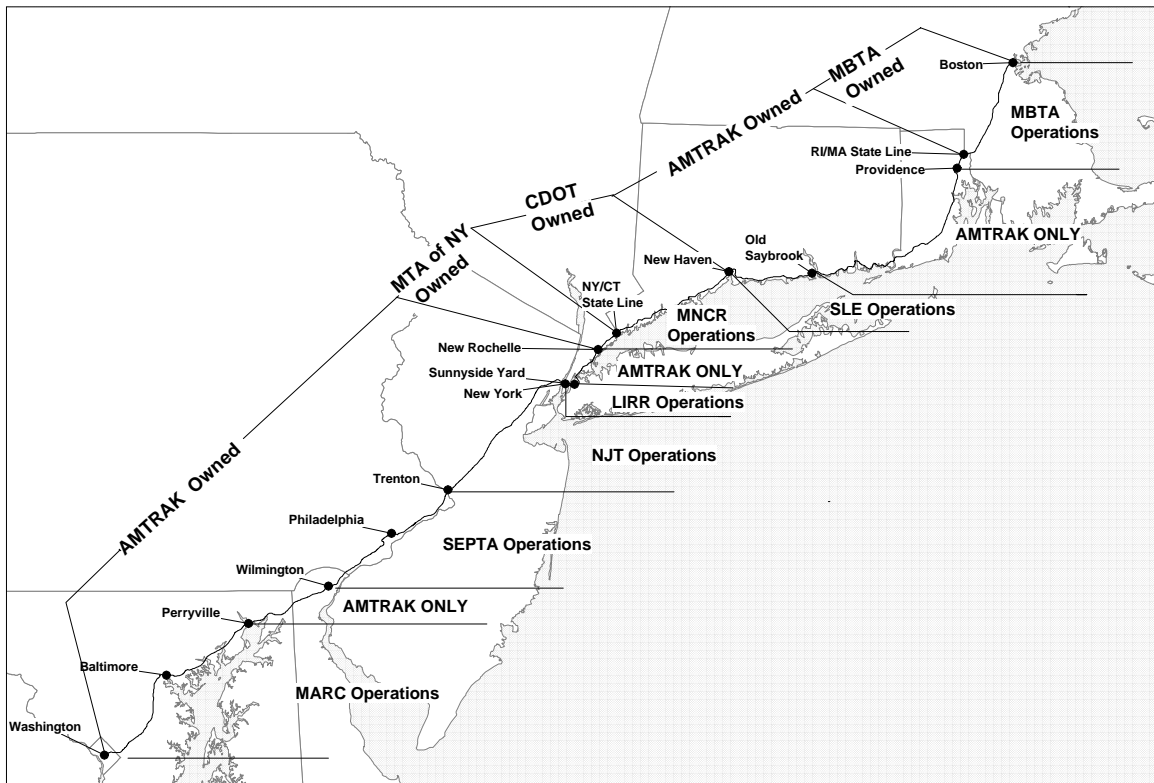 MBTA
Owned
Boston
MBTA
Operations
AMTRAK Owned
RI/MA State Line
Providence
CDOT
Owned
AMTRAK ONLY
Old
Saybrook
New Haven
MTA of NY
Owned
NY/CT
State Line
SLE Operations
MNCR
Operations
New Rochelle
AMTRAK ONLY
Sunnyside Yard
New York
LIRR Operations
NJT Operations
AMTRAK Owned
Trenton
Philadelphia
SEPTA Operations
Wilmington
AMTRAK ONLY
Perryville
Baltimore
MARC Operations
Washington